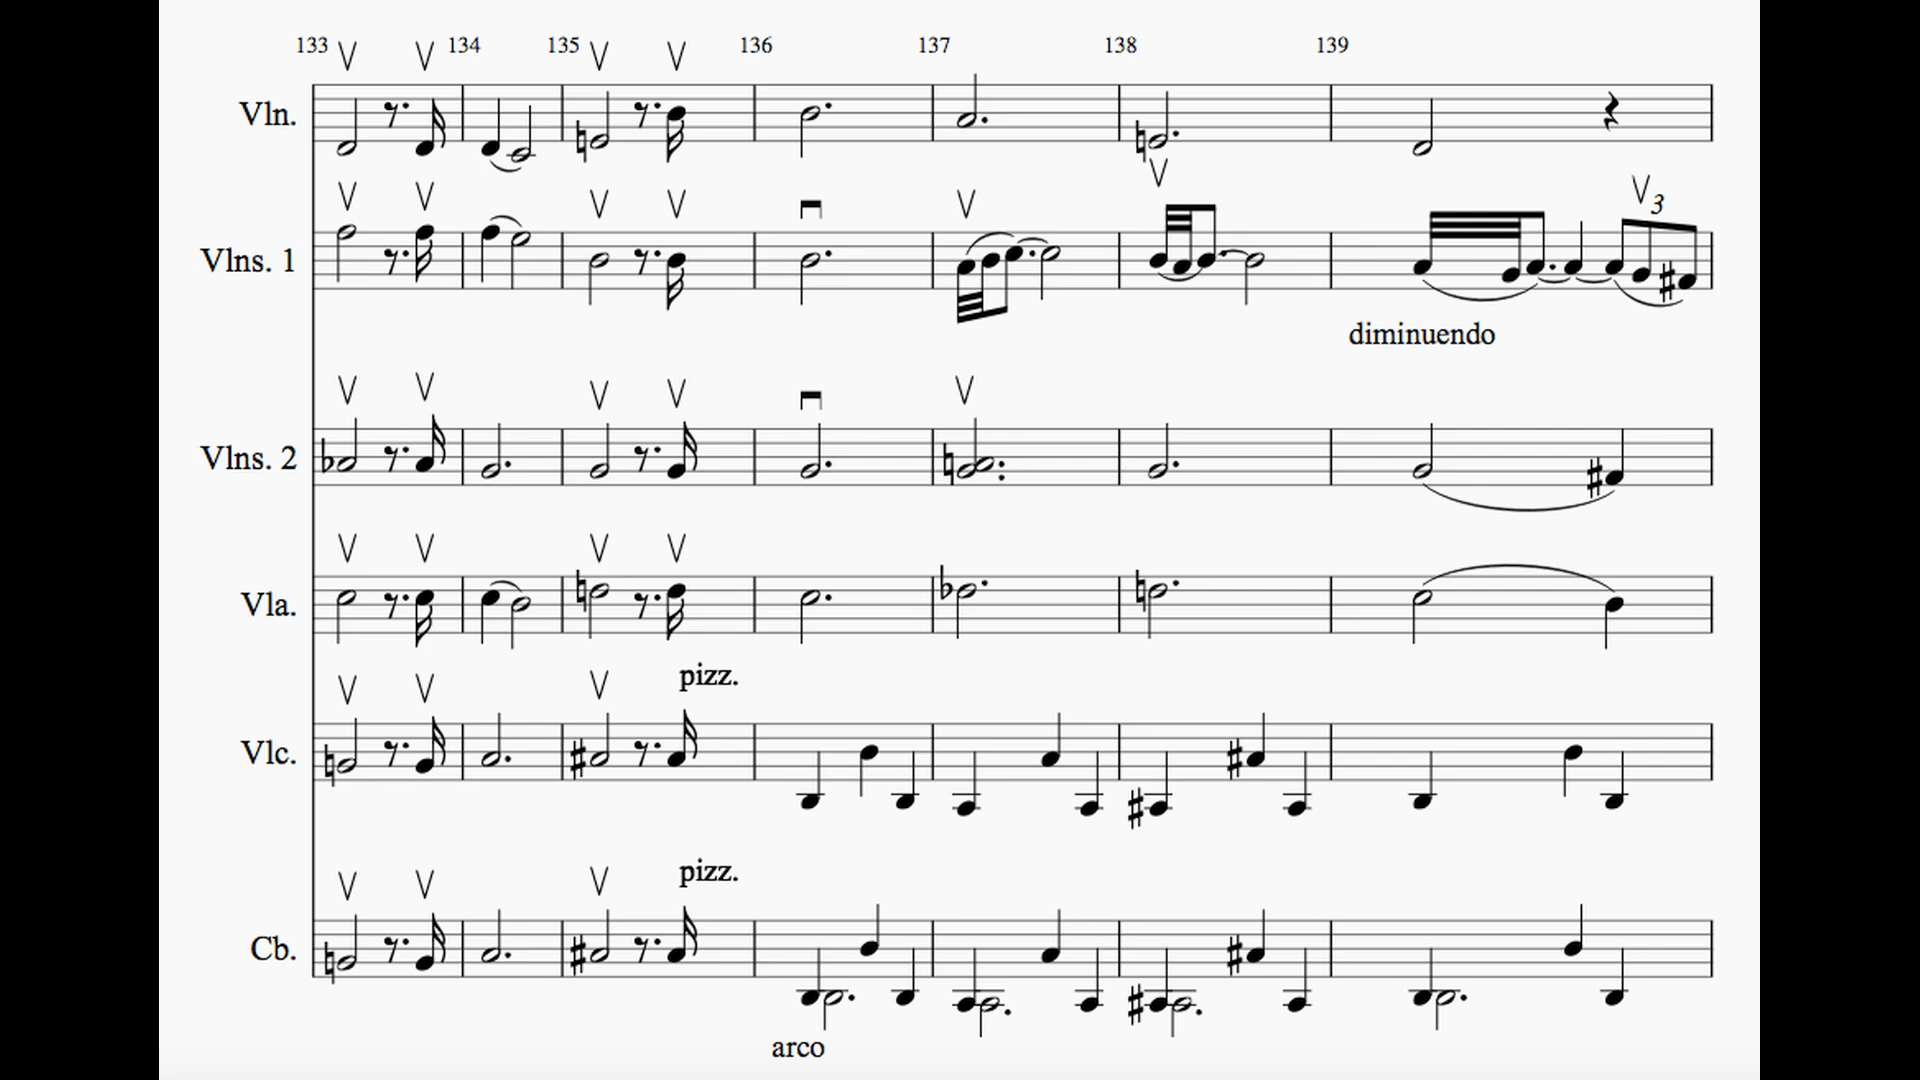 133 134 135 136 137 138 139
Vln.
Vlns. 1
3
diminuendo
Vlns. 2
Vla.
pizz.
Vlc.
pizz.
Cb.
arco